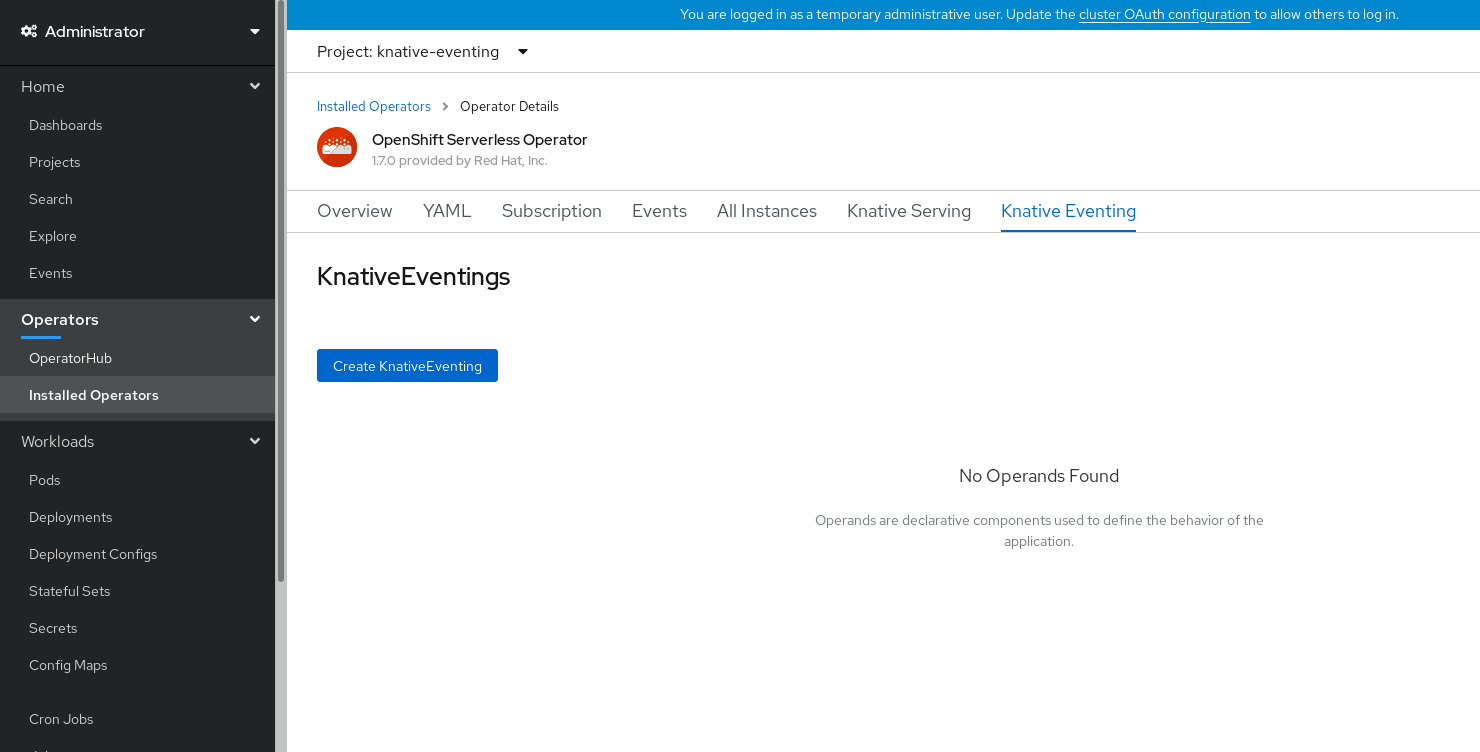 You are logged in as a temporary administrative user. Update the cluster OAuth configuration to allow others to log in.
Administrator
Home
Dashboards
Projects
Search
Explore
Events
Operators
OperatorHub
Installed Operators
Workloads
Pods
Deployments
Deployment Configs
Stateful Sets
Secrets
Config Maps
Cron Jobs
Project: knative-eventing
Installed Operators > Operator Details
OpenShift Serverless Operator
1.7.0 provided by Red Hat, Inc.
Overview YAML Subscription Events All Instances Knative Serving Knative Eventing
KnativeEventings
Create KnativeEventing
No Operands Found
Operands are declarative components used to define the behavior of the
application.